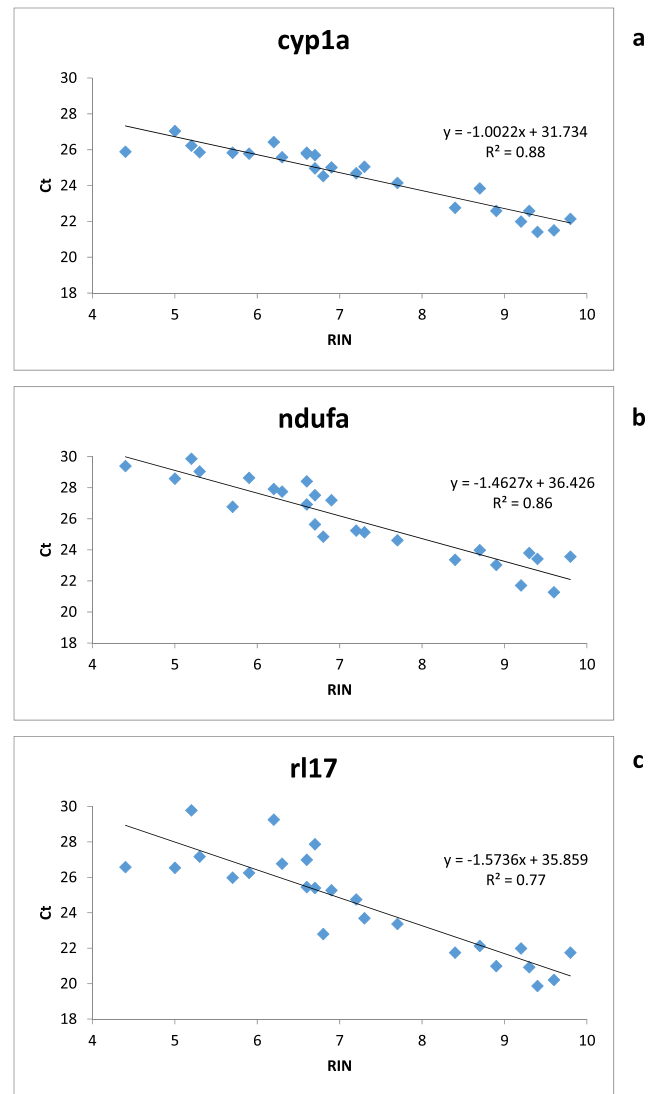 cyp1a
a
30
28
26
24
22
20
18
Ct
y = -1.0022x + 31.734
R² = 0.88
4 5 6 7 8 9 10
RIN
ndufa
b
30
28
26
24
22
20
18
Ct
y = -1.4627x + 36.426
R² = 0.86
4 5 6 7 8 9 10
RIN
rl17
c
30
28
26
24
22
20
18
Ct
y = -1.5736x + 35.859
R² = 0.77
4 5 6 7 8 9 10
RIN